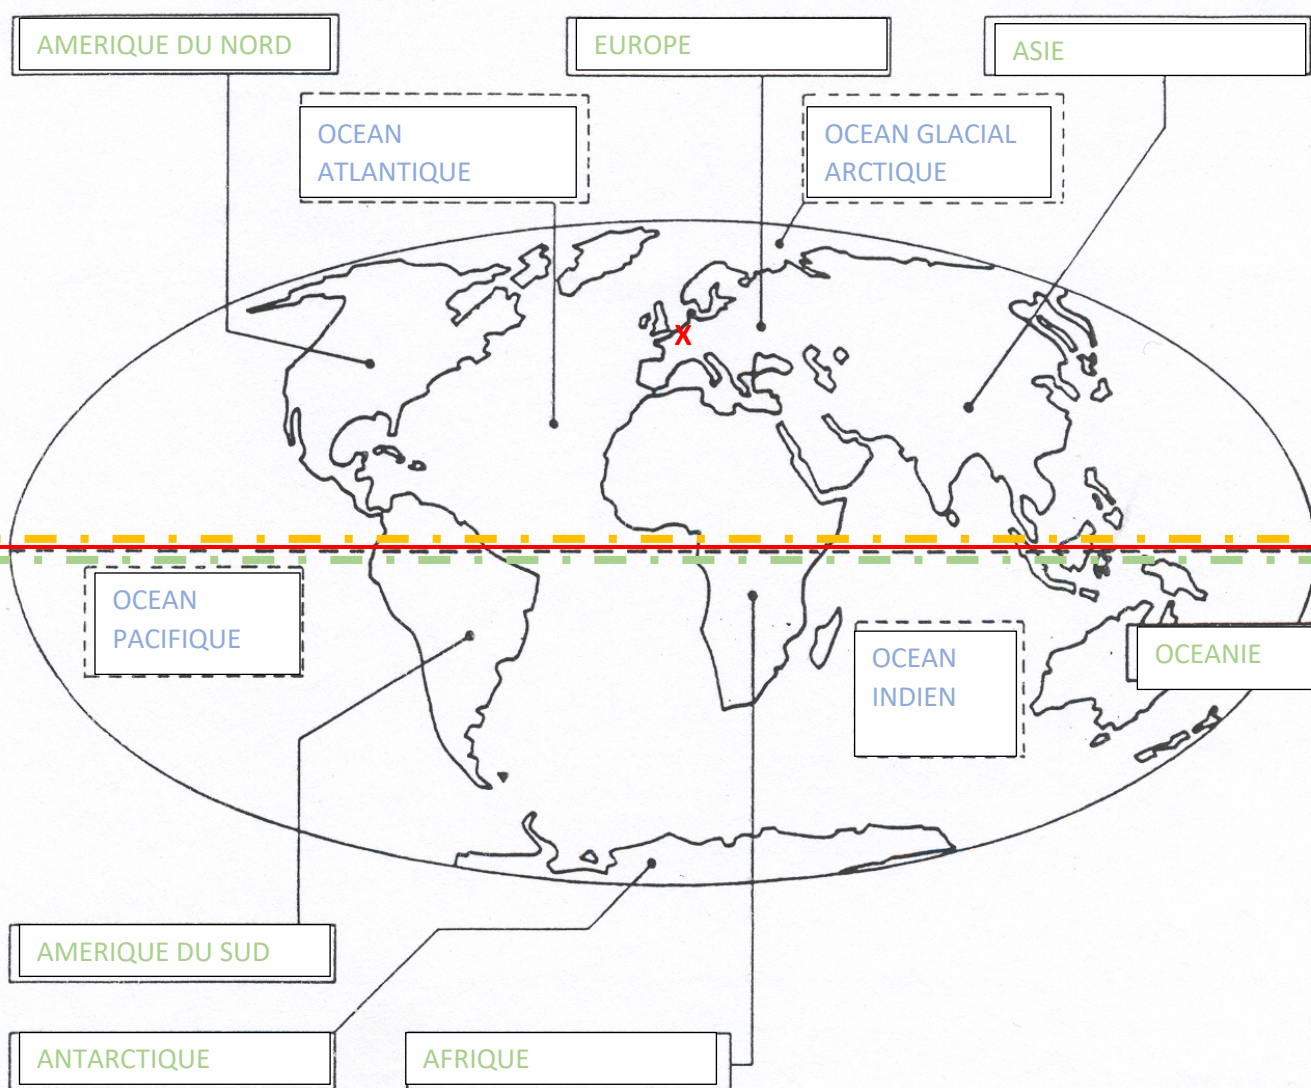 AMERIQUE DU NORD
EUROPE
ASIE
OCEAN
ATLANTIQUE
OCEAN GLACIAL
ARCTIQUE
X
OCEAN
PACIFIQUE
OCEAN
INDIEN
OCEANIE
AMERIQUE DU SUD
ANTARCTIQUE
AFRIQUE